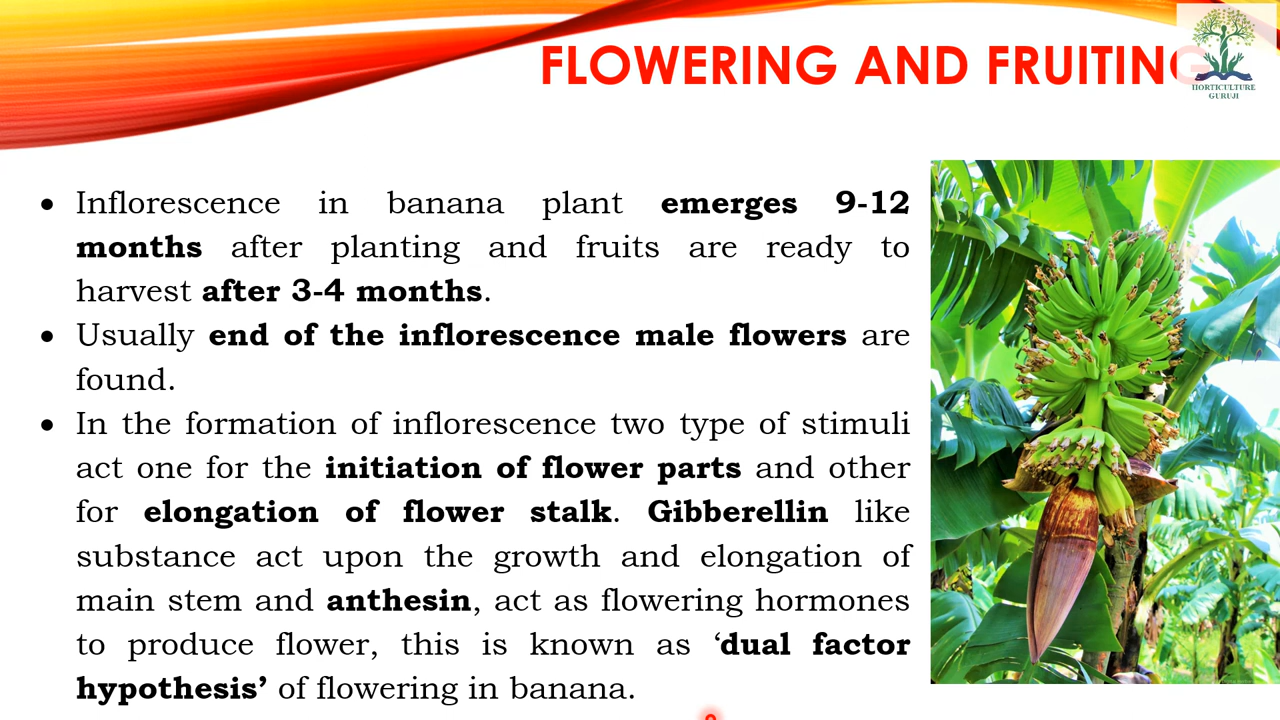 FLOWERING AND FRUITING
HORTICULTURE
GURUJI
• Inflorescence in banana plant emerges 9-12
months after planting and fruits are ready to
harvest after 3-4 months.
• Usually end of the inflorescence male flowers are
found.
• In the formation of inflorescence two type of stimuli
act one for the initiation of flower parts and other
for elongation of flower stalk. Gibberellin like
substance act upon the growth and elongation of
main stem and anthesin, act as flowering hormones
to produce flower, this is known as ‘dual factor
hypothesis’ of flowering in banana.